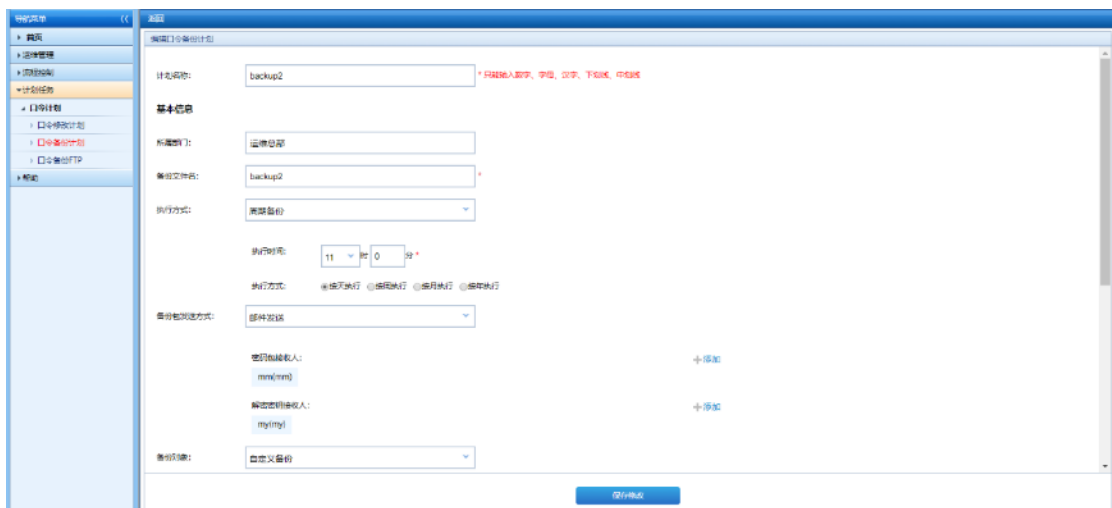 导航菜单
返回
首页
编辑口令备份计划
运维管理
流程控制
计划名称:
backup2
* 只能输入数字、字母、汉字、下划线、中划线
计划任务
口令计划
基本信息
口令修改计划
口令备份计划
所属部门:
运维总部
口令备份FTP
帮助
备份文件名:
backup2
*
执行方式:
周期备份
执行时间:
11
时
0
分 *
执行方式:
按天执行
按周执行
按月执行
按年执行
备份包发送方式:
邮件发送
密码包接收人:
添加
mm(mm)
解密密钥接收人:
添加
my(my)
备份对象:
自定义备份
保存修改